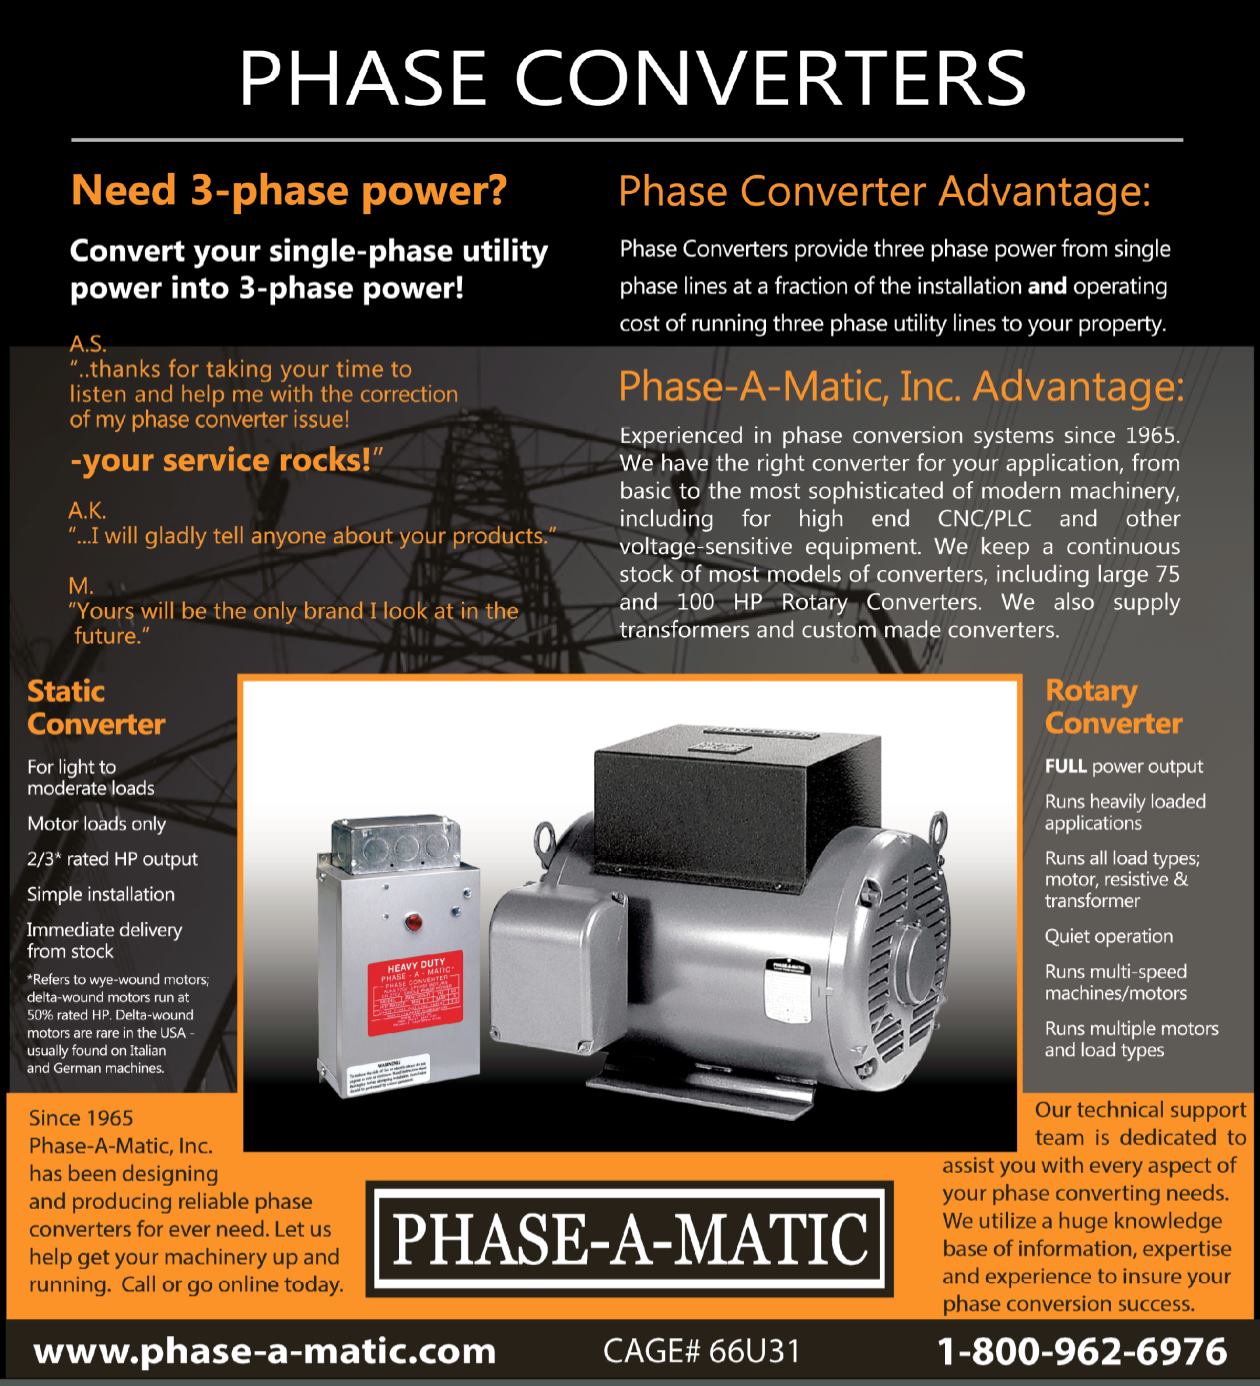 PHASE CONVERTERS
Need 3-phase power?
Convert your single-phase utility
power into 3-phase power!
A.S.
"..thanks for taking your time to
listen and help me with the correction
of my phase converter issue!
-your service rocks!"
A.K.
"...I will gladly tell anyone about your products."
M.
"Yours will be the only brand I look at in the
future."
Phase Converter Advantage:
Phase Converters provide three phase power from single
phase lines at a fraction of the installation and operating
cost of running three phase utility lines to your property.
Phase-A-Matic, Inc. Advantage:
Experienced in phase conversion systems since 1965.
We have the right converter for your application, from
basic to the most sophisticated of modern machinery,
including for high end CNC/PLC and other
voltage-sensitive equipment. We keep a continuous
stock of most models of converters, including large 75
and 100 HP Rotary Converters. We also supply
transformers and custom made converters.
Static
Converter
For light to
moderate loads
Motor loads only
2/3* rated HP output
Simple installation
Immediate delivery
from stock
*Refers to wye-wound motors;
delta-wound motors run at
50% rated HP. Delta-wound
motors are rare in the USA -
usually found on Italian
and German machines.
HEAVY DUTY
PHASE - A - MATIC
PHASE CONVERTER
WARNING
PHASE-A-MATIC
Rotary
Converter
FULL power output
Runs heavily loaded
applications
Runs all load types;
motor, resistive &
transformer
Quiet operation
Runs multi-speed
machines/motors
Runs multiple motors
and load types
Since 1965
Phase-A-Matic, Inc.
has been designing
and producing reliable phase
converters for ever need. Let us
help get your machinery up and
running. Call or go online today.
PHASE-A-MATIC
Our technical support
team is dedicated to
assist you with every aspect of
your phase converting needs.
We utilize a huge knowledge
base of information, expertise
and experience to insure your
phase conversion success.
www.phase-a-matic.com
CAGE# 66U31
1-800-962-6976